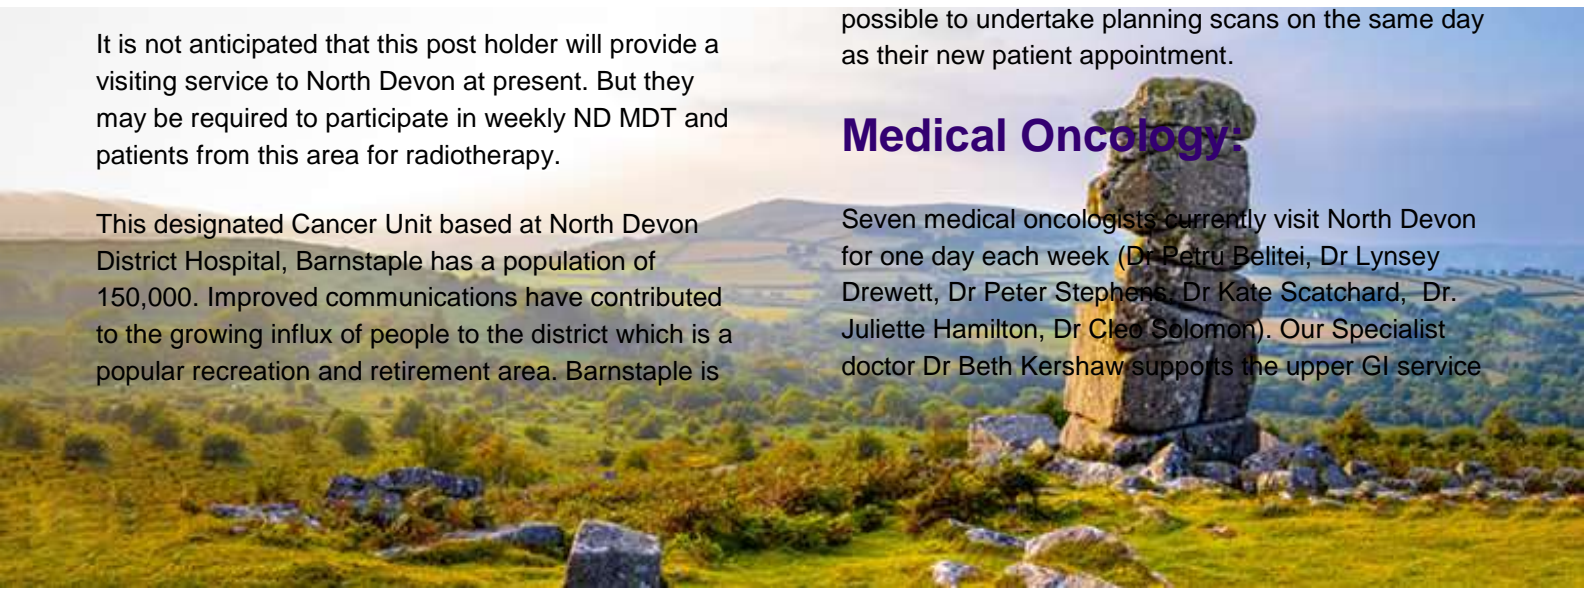 It is not anticipated that this post holder will provide a
visiting service to North Devon at present. But they
may be required to participate in weekly ND MDT and
patients from this area for radiotherapy.
This designated Cancer Unit based at North Devon
District Hospital, Barnstaple has a population of
150,000. Improved communications have contributed
to the growing influx of people to the district which is a
popular recreation and retirement area. Barnstaple is
possible to undertake planning scans on the same day
as their new patient appointment.
Medical Oncology:
Seven medical oncologists currently visit North Devon
for one day each week (Dr Petru Belitei, Dr Lynsey
Drewett, Dr Peter Stephens, Dr Kate Scatchard, Dr.
Juliette Hamilton, Dr Cleo Solomon). Our Specialist
doctor Dr Beth Kershaw supports the upper GI service